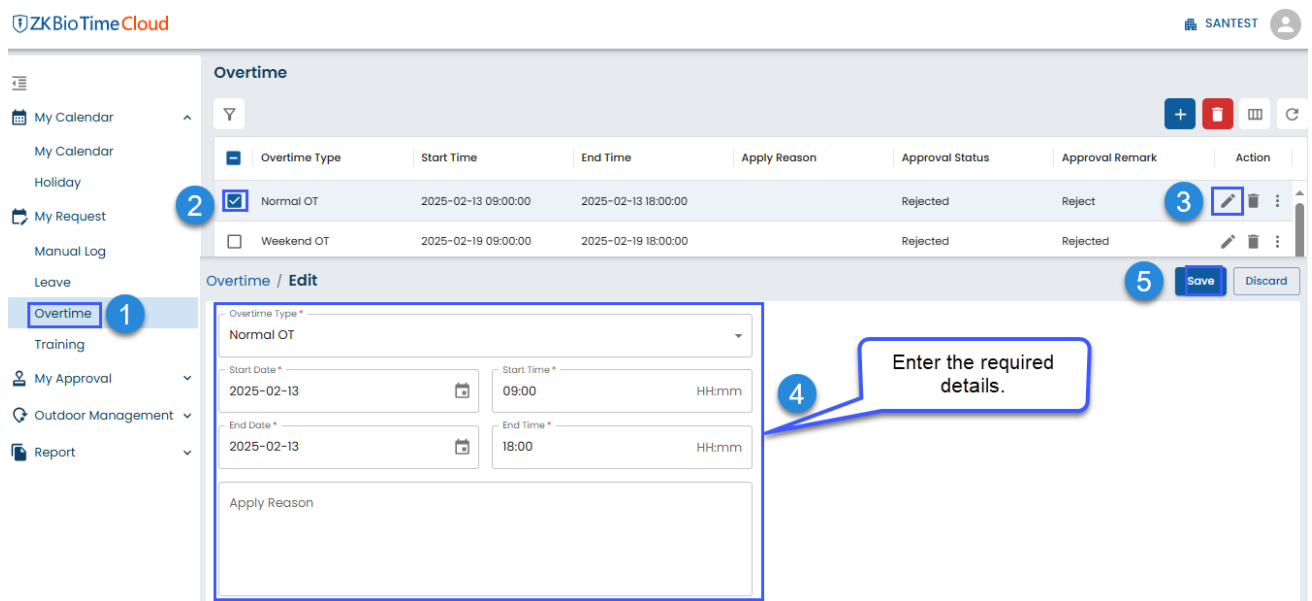 ZKBioTime Cloud
SANTEST
My Calendar
My Calendar
Holiday
My Request
Manual Log
Leave
Overtime
Training
My Approval
Outdoor Management
Report
1
Overtime
Overtime Type Start Time End Time Apply Reason Approval Status Approval Remark Action
2
Normal OT 2025-02-13 09:00:00 2025-02-13 18:00:00 Rejected Reject
3
Weekend OT 2025-02-19 09:00:00 2025-02-19 18:00:00 Rejected Rejected
Overtime / Edit
5
Save
Discard
Overtime Type *
Normal OT
Start Date * Start Time *
2025-02-13 09:00 HH:mm
End Date * End Time *
2025-02-13 18:00 HH:mm
Apply Reason
4
Enter the required
details.